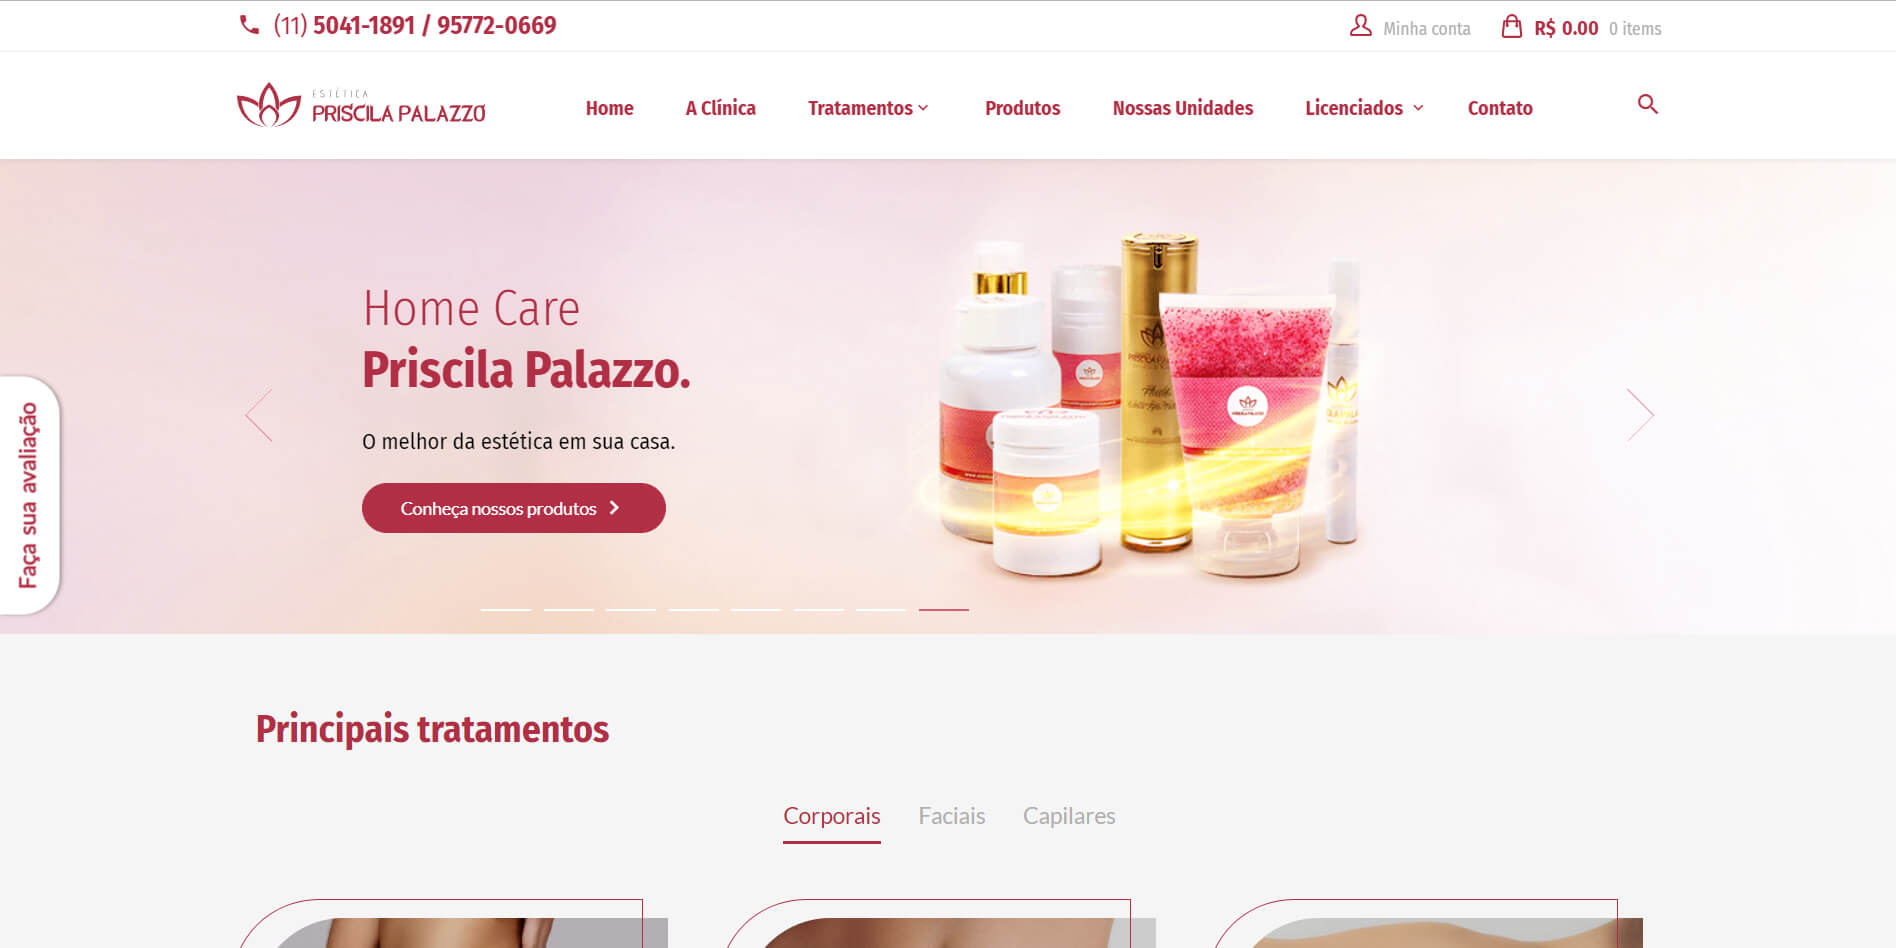 (11) 5041-1891 / 95772-0669
Minha conta
R$ 0.00 0 items
ESTÉTICA
PRISCILA PALAZZO
Home
A Clínica
Tratamentos
Produtos
Nossas Unidades
Licenciados
Contato
Home Care
Priscila Palazzo.
O melhor da estética em sua casa.
Conheça nossos produtos
Faça sua avaliação
Principais tratamentos
Corporais
Faciais
Capilares